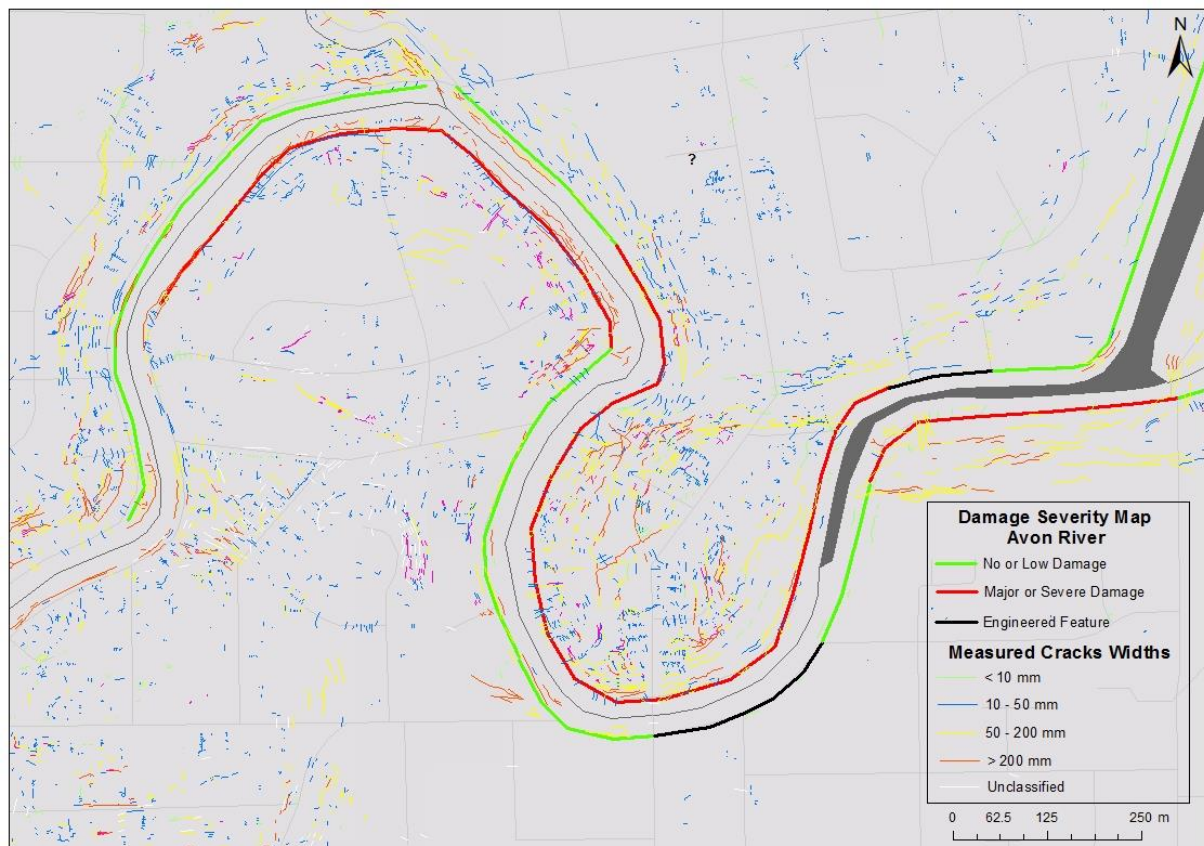 N
?
Damage Severity Map
Avon River
No or Low Damage
Major or Severe Damage
Engineered Feature
Measured Cracks Widths
< 10 mm
10 - 50 mm
50 - 200 mm
> 200 mm
Unclassified
0 62.5 125 250 m